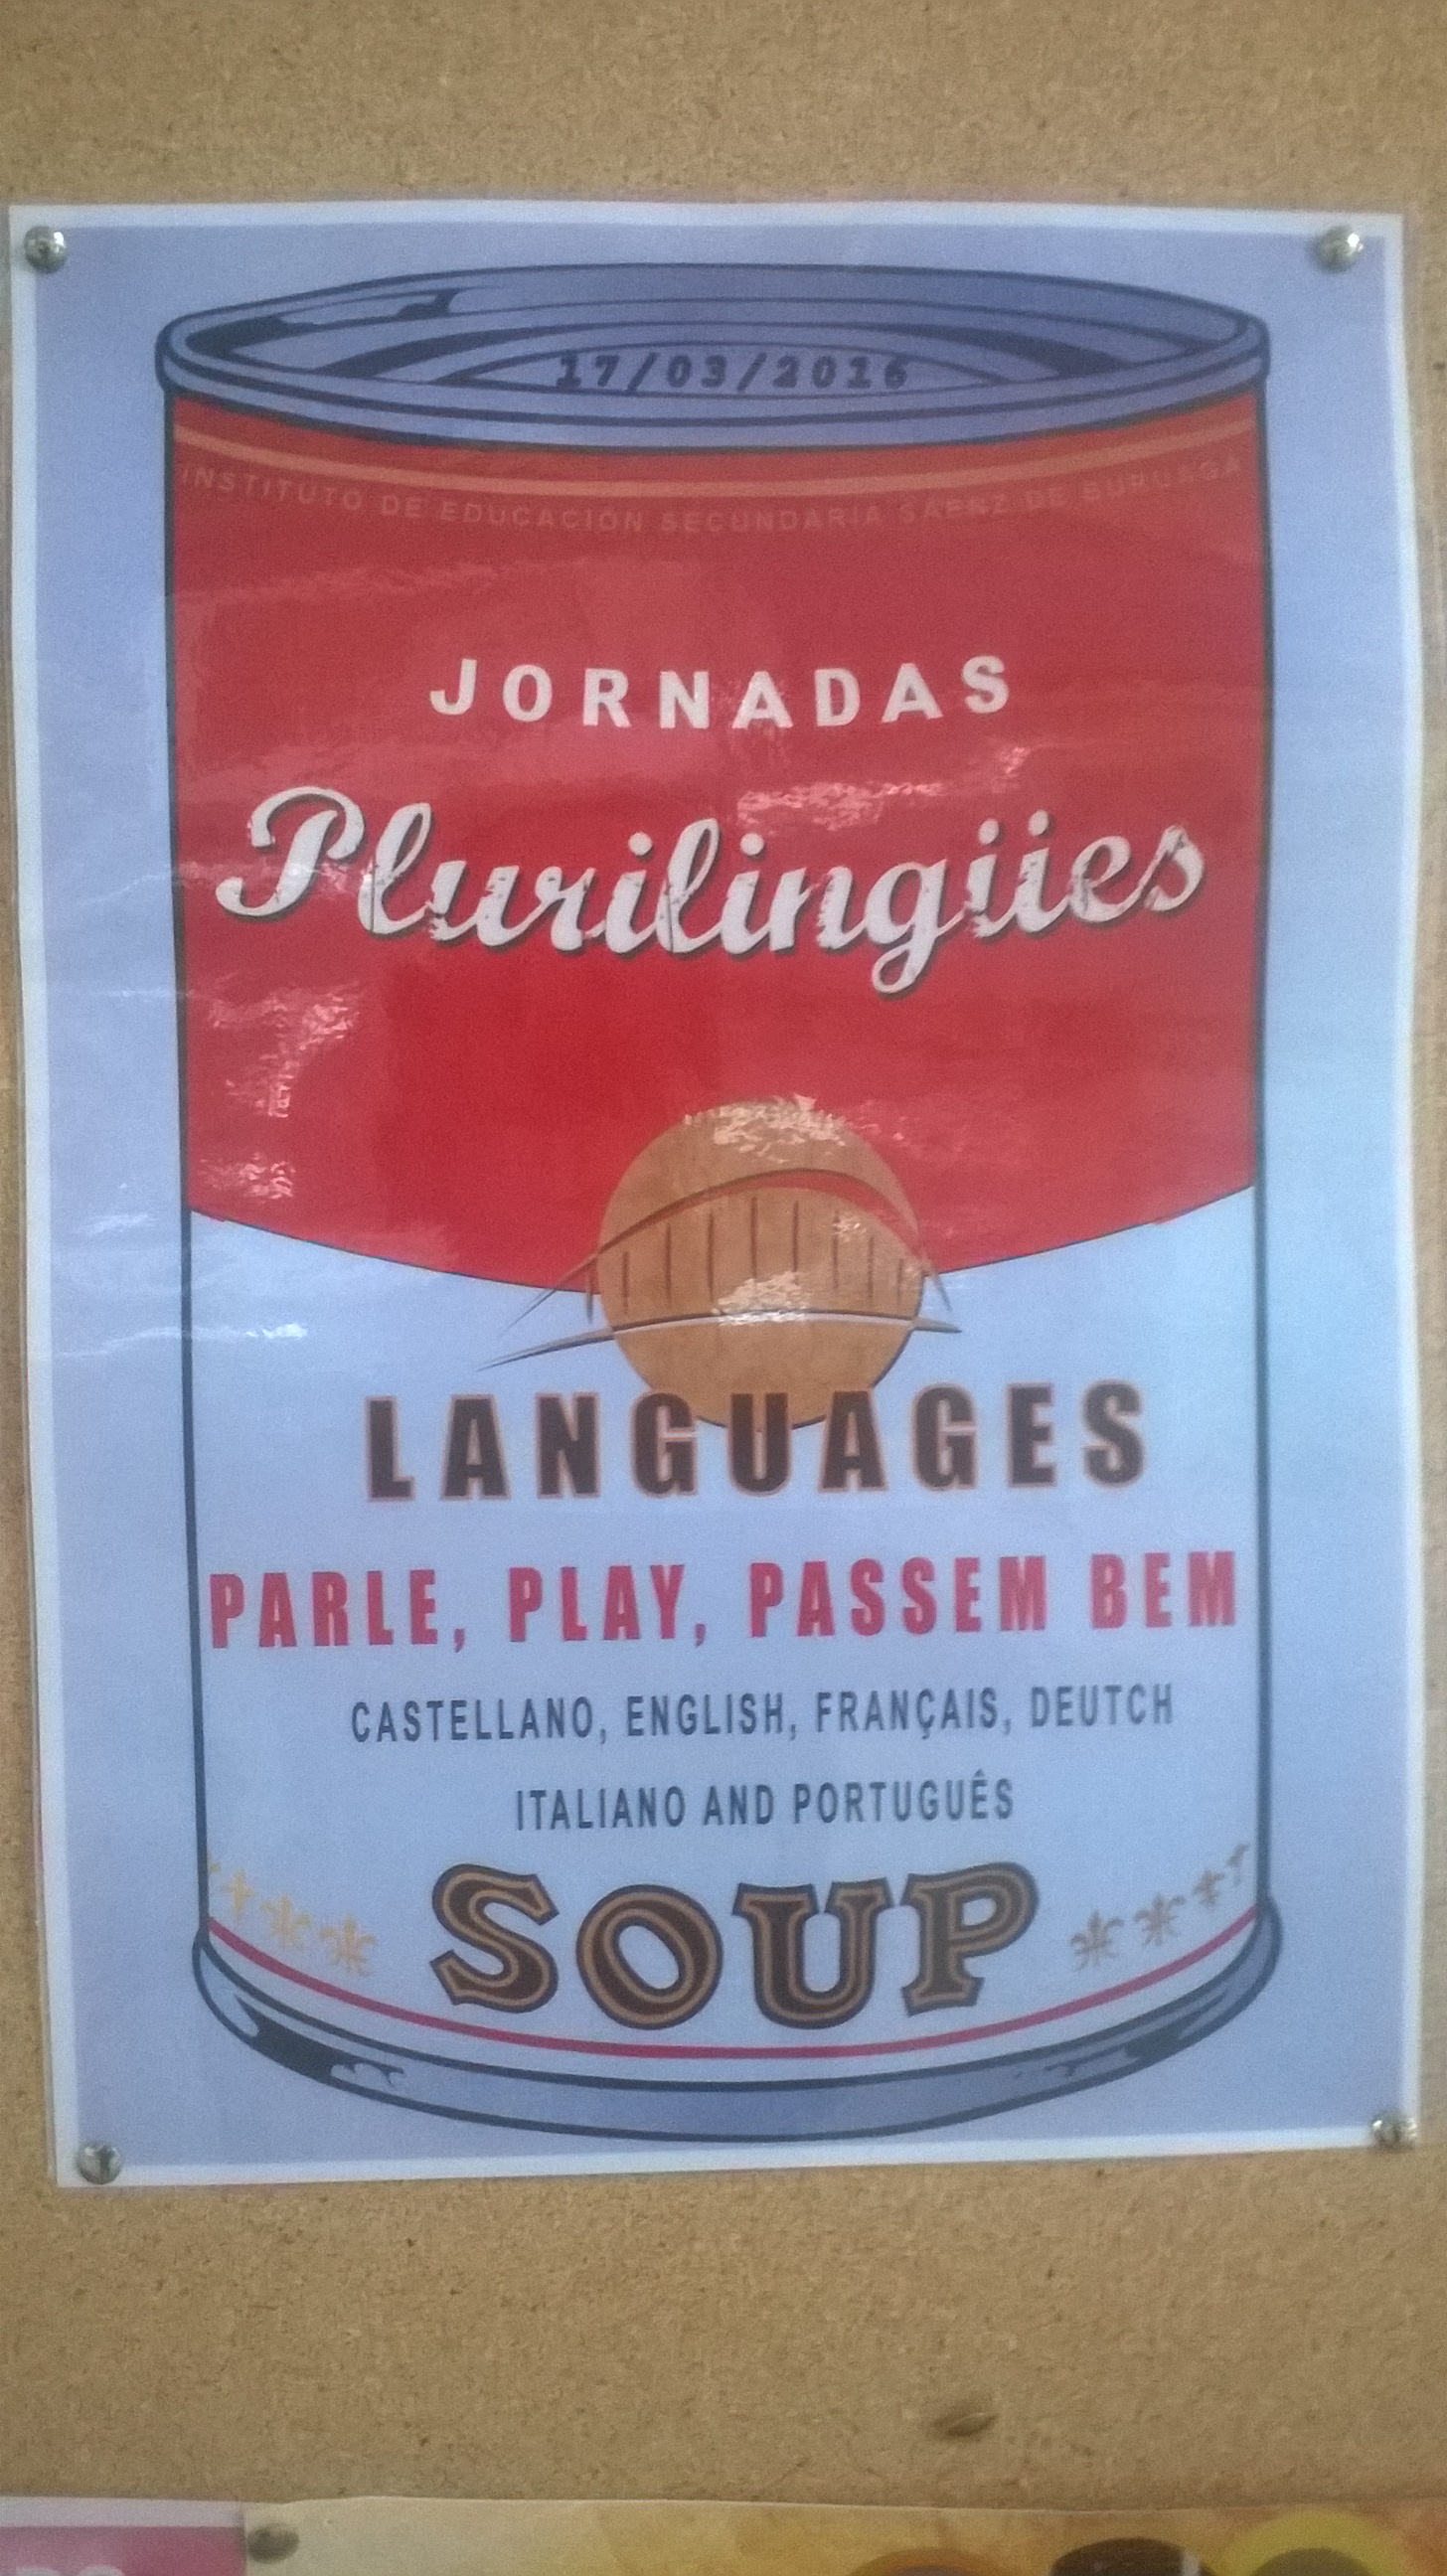 17/03/2016
INSTITUTO DE EDUCACIÓN SECUNDARIA SÁENZ DE BURUAGA
JORNADAS
Plurilingües
LANGUAGES
PARLE, PLAY, PASSEM BEM
CASTELLANO, ENGLISH, FRANÇAIS, DEUTCH
ITALIANO AND PORTUGUÊS
SOUP